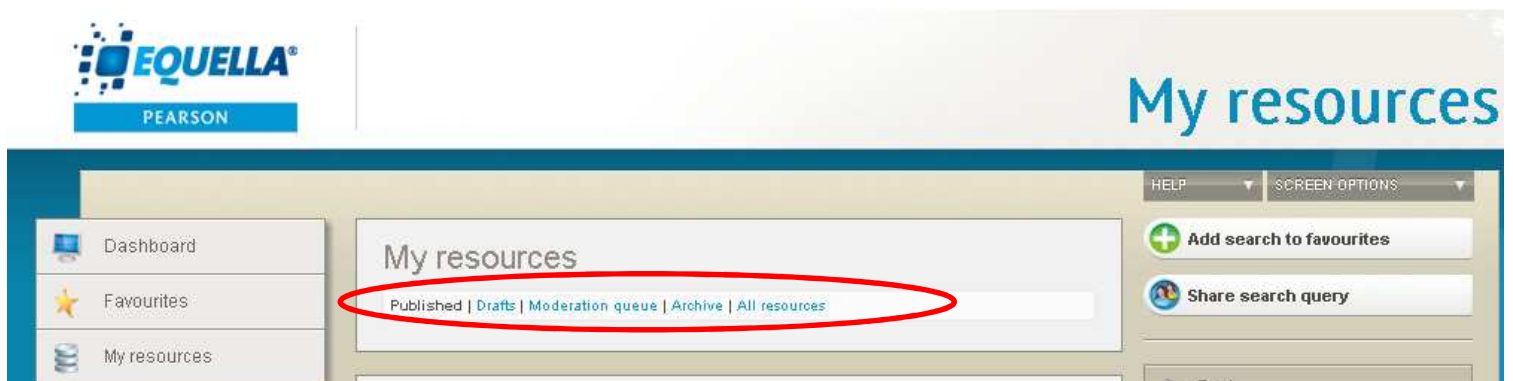 EQUELLA®
PEARSON
My resources
HELP
SCREEN OPTIONS
Dashboard
Favourites
My resources
My resources
Published | Drafts | Moderation queue | Archive | All resources
Add search to favourites
Share search query